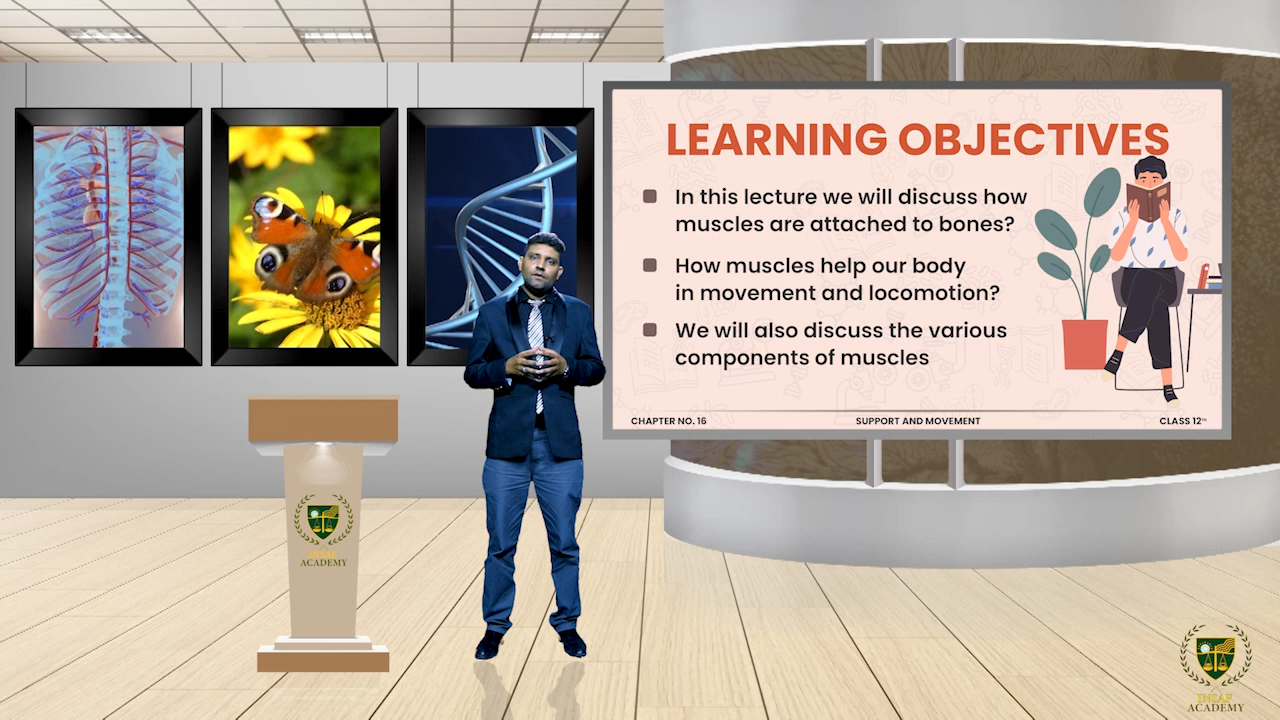 LEARNING OBJECTIVES
In this lecture we will discuss how
muscles are attached to bones?
How muscles help our body
in movement and locomotion?
We will also discuss the various
components of muscles
CHAPTER NO. 16
SUPPORT AND MOVEMENT
CLASS 12TH
INSAF
ACADEMY
INSAF
ACADEMY